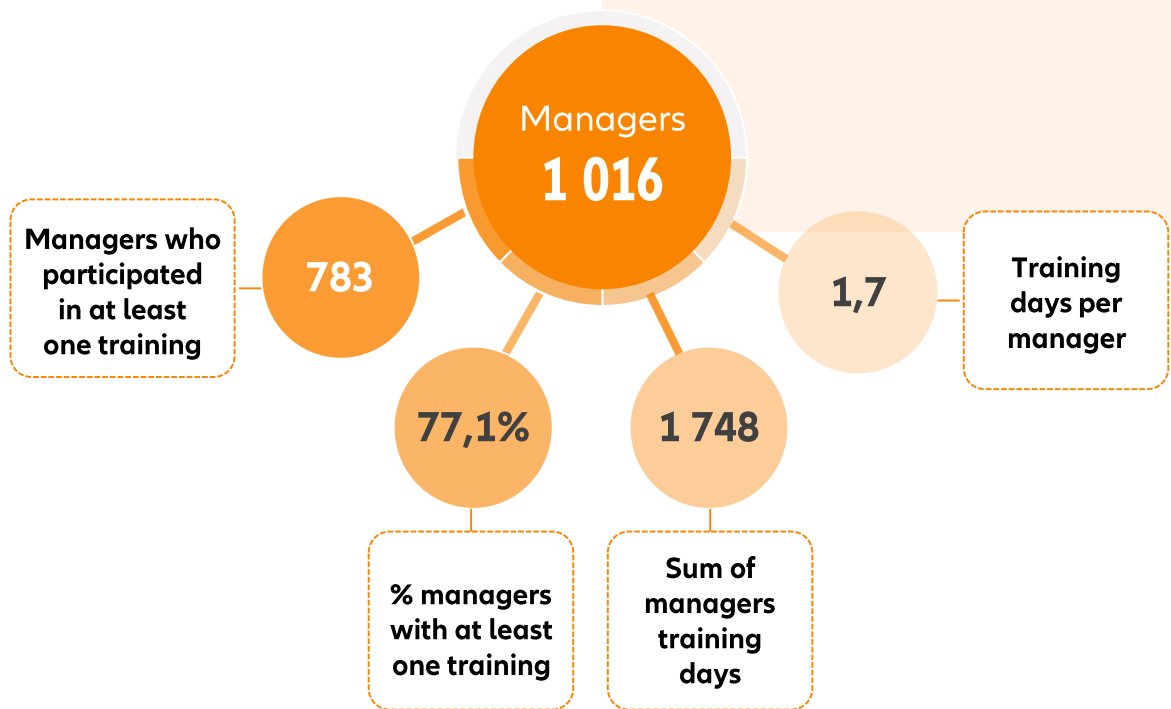 Managers
1 016
Managers who
participated
in at least
one training
783
77,1%
% managers
with at least
one training
1 748
Sum of
managers
training
days
1,7
Training
days per
manager